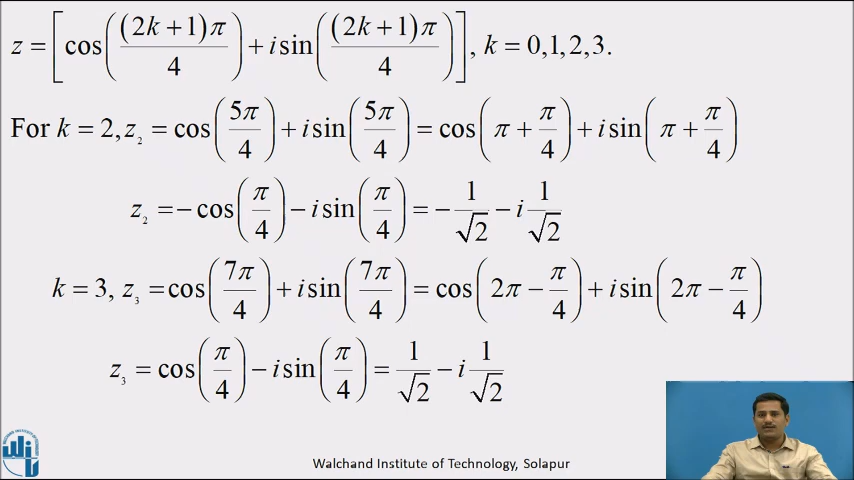 z = [cos((2k+1)π/4) + i sin((2k+1)π/4)], k = 0,1,2,3.
For k = 2, z₂ = cos(5π/4) + i sin(5π/4) = cos(π + π/4) + i sin(π + π/4)
z₂ = − cos(π/4) − i sin(π/4) = − 1/√2 − i 1/√2
k = 3, z₃ = cos(7π/4) + i sin(7π/4) = cos(2π − π/4) + i sin(2π − π/4)
z₃ = cos(π/4) − i sin(π/4) = 1/√2 − i 1/√2
Walchand Institute of Technology, Solapur